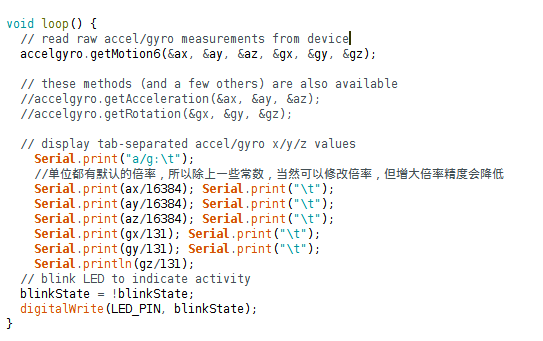 void loop() {
  // read raw accel/gyro measurements from device
  accelgyro.getMotion6(&ax, &ay, &az, &gx, &gy, &gz);

  // these methods (and a few others) are also available
  //accelgyro.getAcceleration(&ax, &ay, &az);
  //accelgyro.getRotation(&gx, &gy, &gz);

  // display tab-separated accel/gyro x/y/z values
    Serial.print("a/g:\t");
    //单位都有默认的倍率，所以除上一些常数，当然可以修改倍率，但增大倍率精度会降低
    Serial.print(ax/16384); Serial.print("\t");
    Serial.print(ay/16384); Serial.print("\t");
    Serial.print(az/16384); Serial.print("\t");
    Serial.print(gx/131); Serial.print("\t");
    Serial.print(gy/131); Serial.print("\t");
    Serial.println(gz/131);
  // blink LED to indicate activity
  blinkState = !blinkState;
  digitalWrite(LED_PIN, blinkState);
}